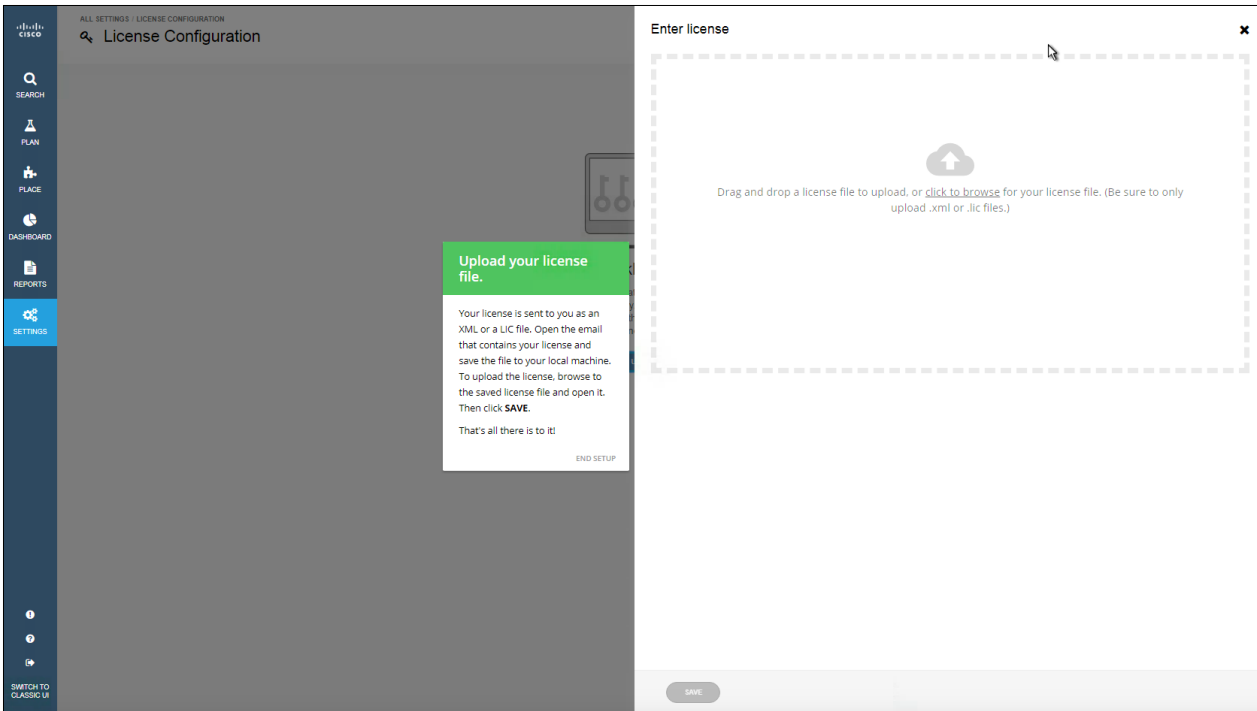 CISCO
SEARCH
PLAN
PLACE
DASHBOARD
REPORTS
SETTINGS
SWITCH TO
CLASSIC UI
ALL SETTINGS / LICENSE CONFIGURATION
License Configuration
Upload your license
file.
Your license is sent to you as an
XML or a LIC file. Open the email
that contains your license and
save the file to your local machine.
To upload the license, browse to
the saved license file and open it.
Then click SAVE.
That's all there is to it!
END SETUP
Enter license
Drag and drop a license file to upload, or click to browse for your license file. (Be sure to only
upload .xml or .lic files.)
SAVE